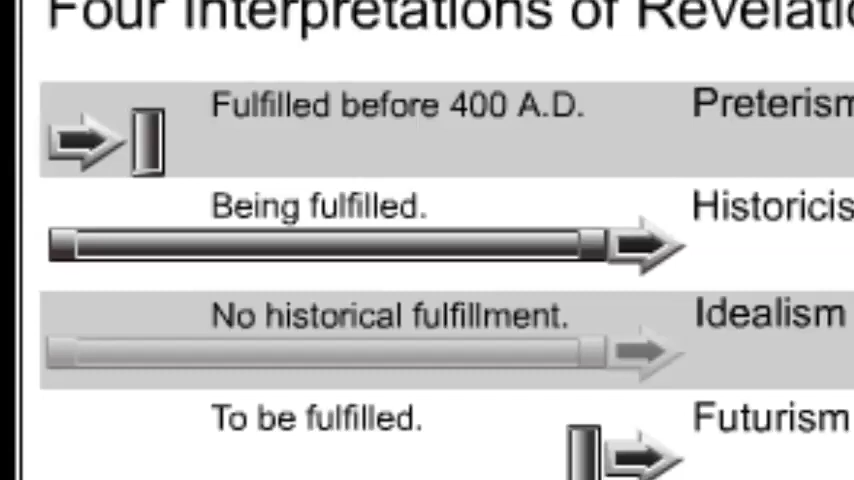 Four Interpretations of Revelatio
Fulfilled before 400 A.D. Preterism
Being fulfilled. Historicis
No historical fulfillment. Idealism
To be fulfilled. Futurism